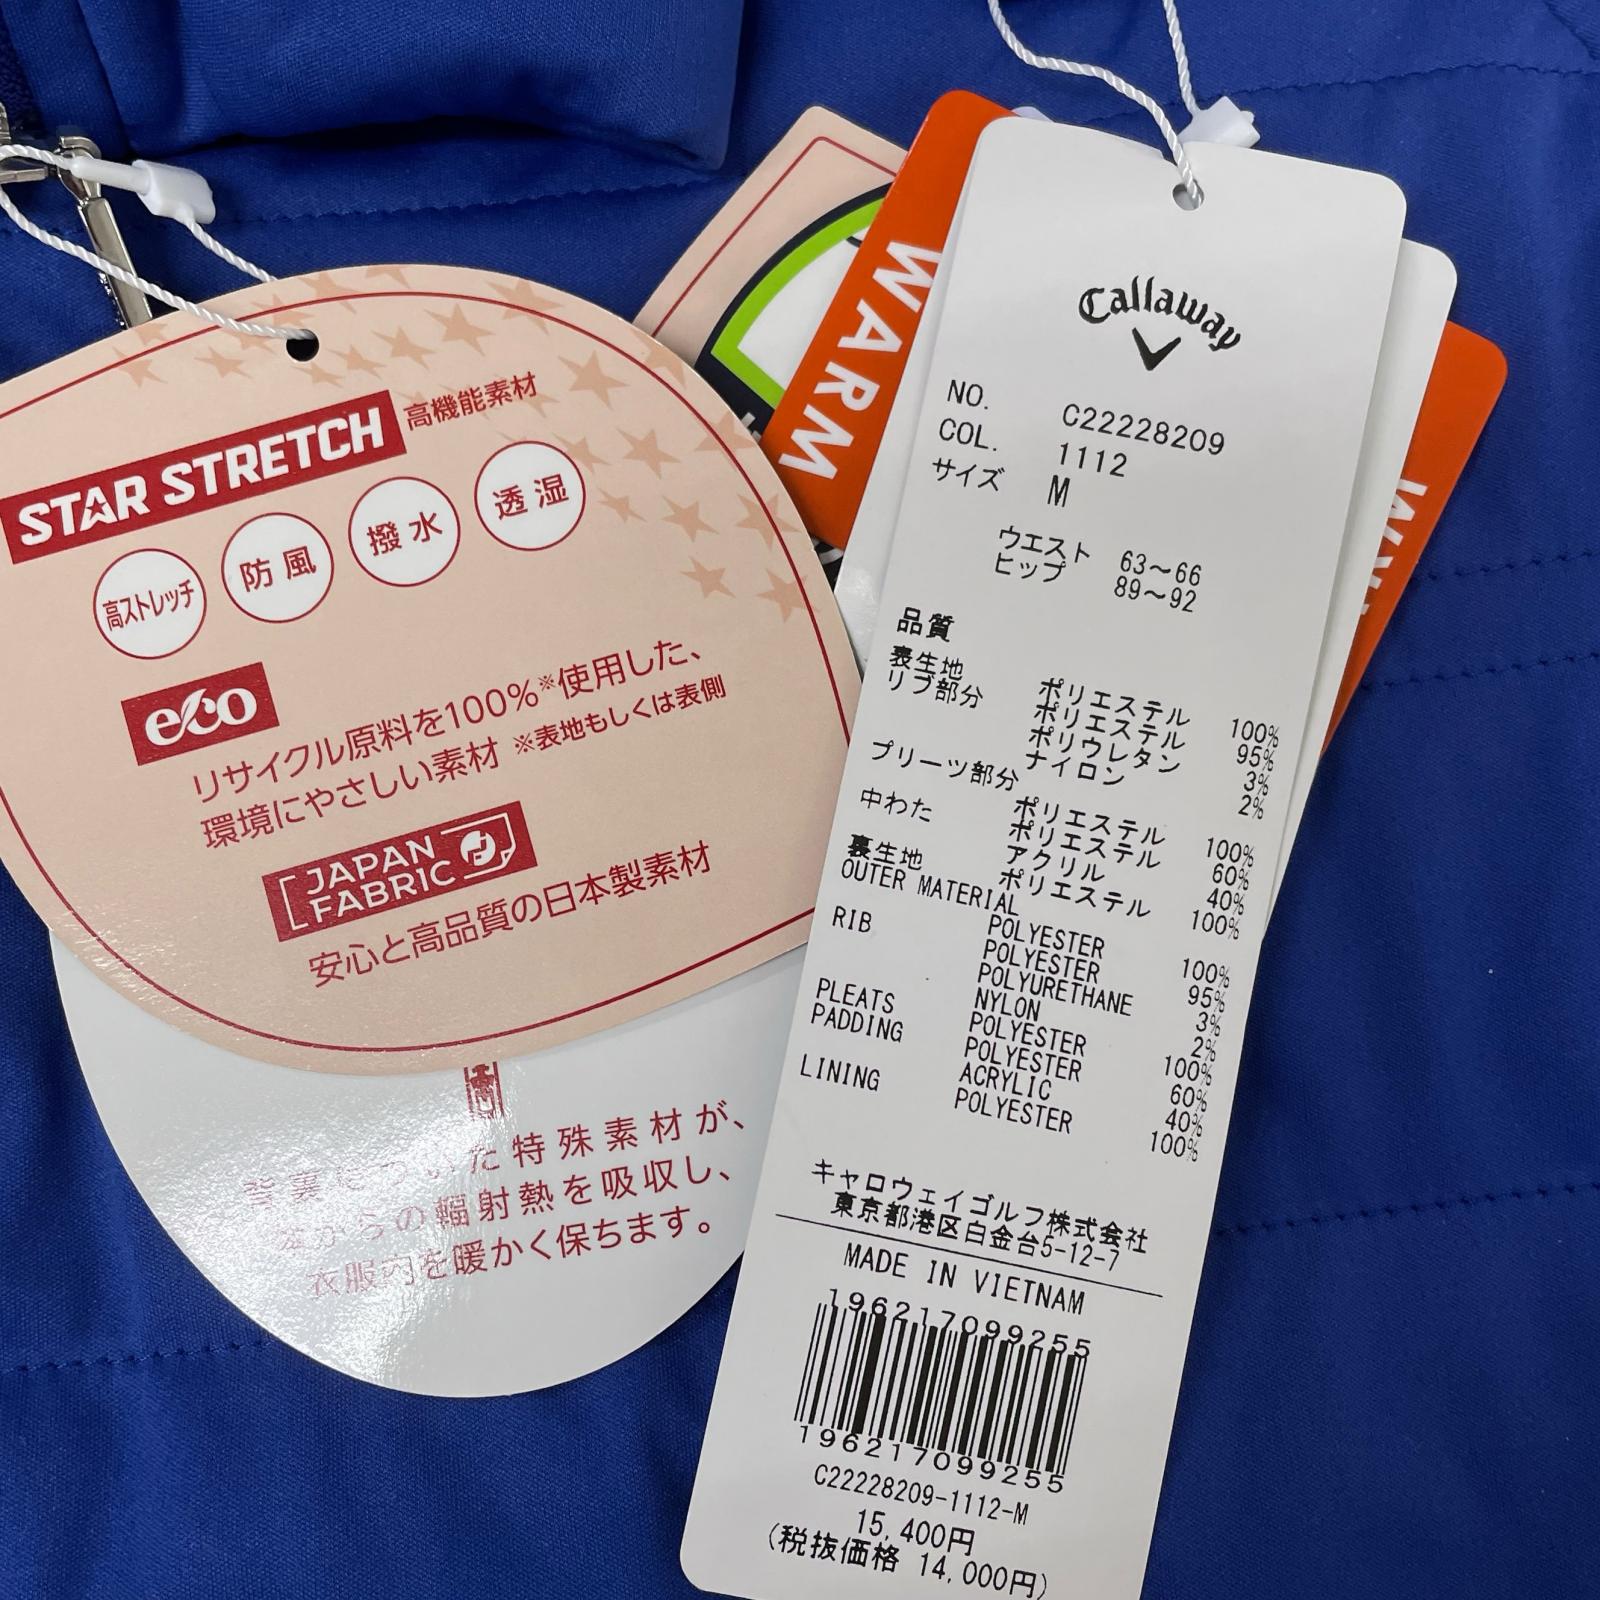 STAR STRETCH
高機能素材
高ストレッチ
防風
撥水
透湿
eco
リサイクル原料を100%※使用した、
環境にやさしい素材 ※表地もしくは表側
JAPAN
FABRIC
安心と高品質の日本製素材
背裏についた特殊素材が、
からの輻射熱を吸収し、
衣服内を暖かく保ちます。
WARM
Callaway
NO. C22228209
COL. 1112
サイズ M
ウエスト 63～66
ヒップ 89～92
品質
表生地 ポリエステル 100%
リブ部分 ポリエステル 95%
ポリウレタン 3%
ナイロン 2%
プリーツ部分 ポリエステル 100%
中わた ポリエステル 60%
アクリル 40%
裏生地 ポリエステル 100%
OUTER MATERIAL POLYESTER 100%
RIB POLYESTER 95%
POLYURETHANE 3%
NYLON 2%
PLEATS POLYESTER 100%
PADDING POLYESTER 60%
ACRYLIC 40%
LINING POLYESTER 100%
キャロウェイゴルフ株式会社
東京都港区白金台5-12-7
MADE IN VIETNAM
196217099255
196217099255
C22228209-1112-M
15,400円
(税抜価格 14,000円)